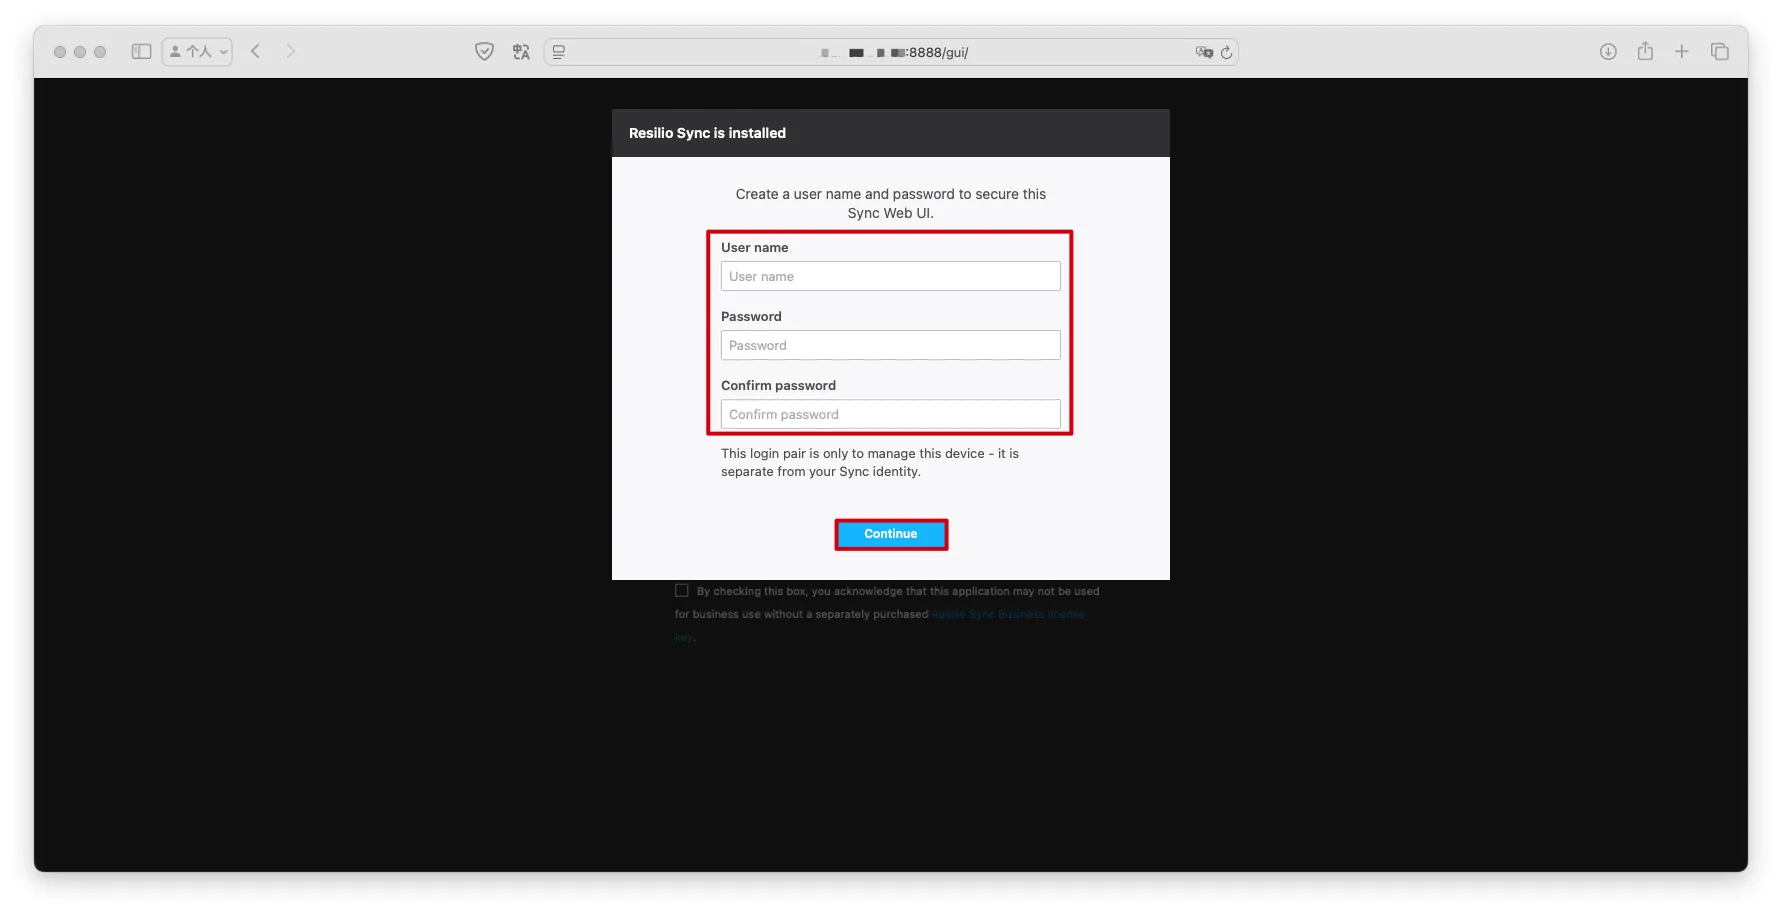 个人
:8888/gui/
Resilio Sync is installed
Create a user name and password to secure this
Sync Web UI.
User name
User name
Password
Password
Confirm password
Confirm password
This login pair is only to manage this device - it is
separate from your Sync identity.
Continue
By checking this box, you acknowledge that this application may not be used
for business use without a separately purchased Resilio Sync Business license
key.